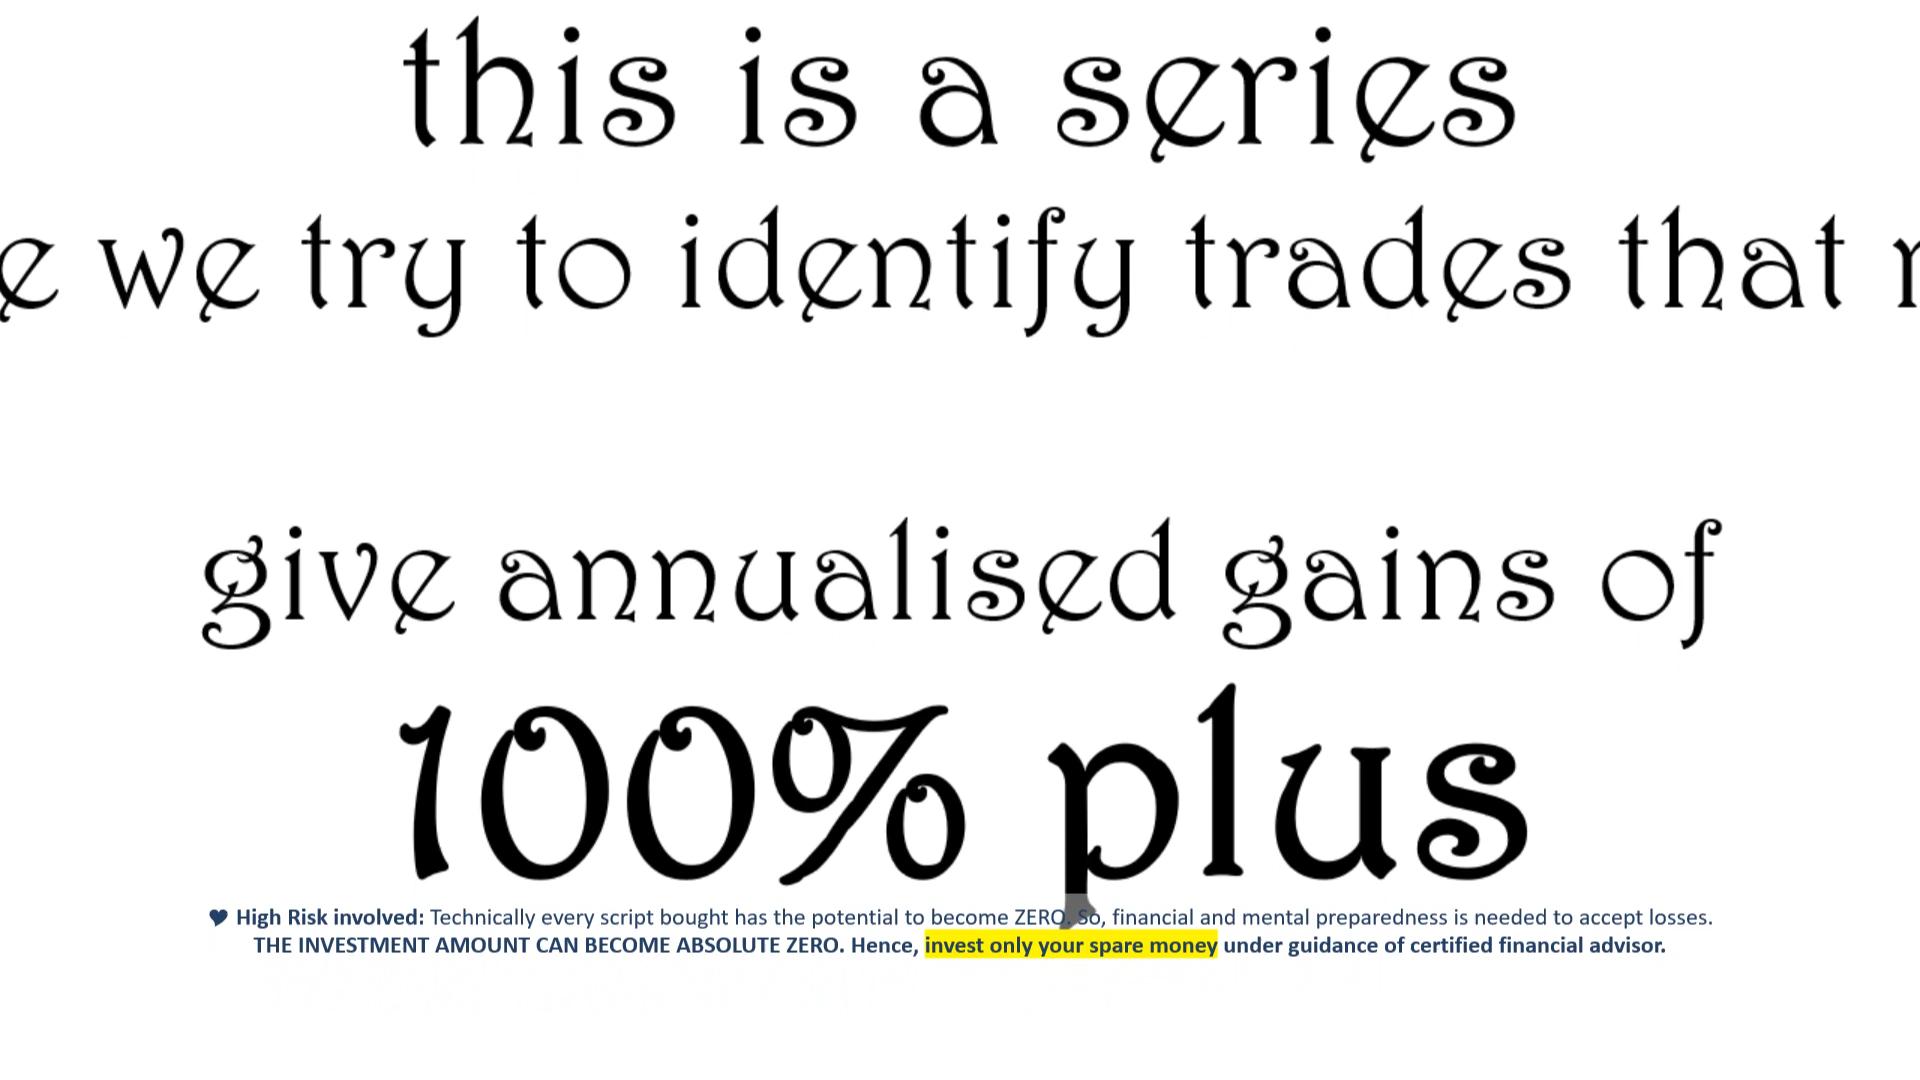 this is a series
we try to identify trades that
give annualised gains of
100% plus
♥ High Risk involved: Technically every script bought has the potential to become ZERO. So, financial and mental preparedness is needed to accept losses.
THE INVESTMENT AMOUNT CAN BECOME ABSOLUTE ZERO. Hence, invest only your spare money under guidance of certified financial advisor.